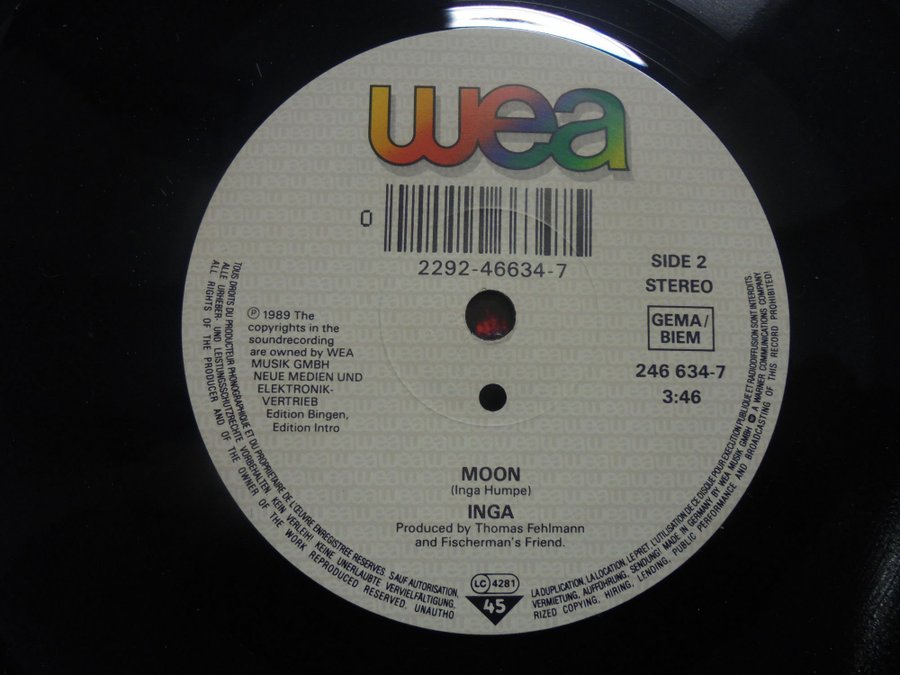 wea
0
2292-46634-7
SIDE 2
STEREO
GEMA/
BIEM
246 634-7
3:46
℗ 1989 The
copyrights in the
soundrecording
are owned by WEA
MUSIK GMBH
NEUE MEDIEN UND
ELEKTRONIK-
VERTRIEB
Edition Bingen,
Edition Intro
MOON
(Inga Humpe)
INGA
Produced by Thomas Fehlmann
and Fischerman's Friend.
LC 4281
45
TOUS DROITS DU PRODUCTEUR PHONOGRAPHIQUE ET DU PROPRIETAIRE DE L'ŒUVRE ENREGISTREE RESERVES. SAUF AUTORISATION, LA DUPLICATION, LA LOCATION, LE PRET, L'UTILISATION DE CE DISQUE POUR EXECUTION PUBLIQUE ET RADIODIFFUSION SONT INTERDITS.
ALLE URHEBER- UND LEISTUNGSSCHUTZRECHTE VORBEHALTEN. KEIN VERLEIH! KEINE UNERLAUBTE VERVIELFÄLTIGUNG, VERMIETUNG, AUFFÜHRUNG, SENDUNG! MADE IN GERMANY BY WEA MUSIK GMBH A WARNER COMMUNICATIONS COMPANY
ALL RIGHTS OF THE PRODUCER AND OF THE OWNER OF THE WORK REPRODUCED RESERVED. UNAUTHORIZED COPYING, HIRING, LENDING, PUBLIC PERFORMANCE AND BROADCASTING OF THIS RECORD PROHIBITED!